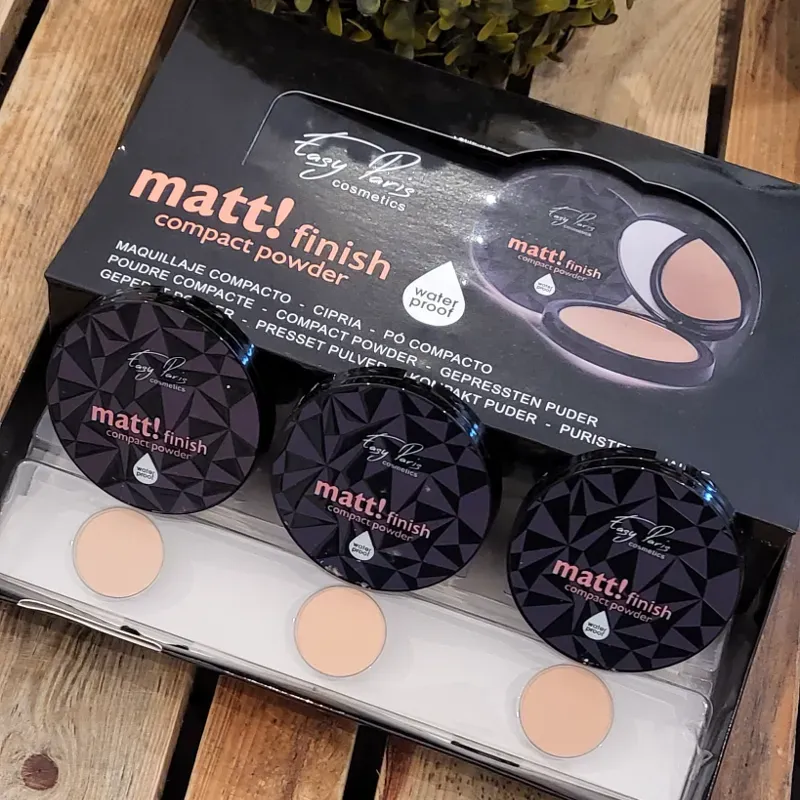 Easy Paris
cosmetics
matt! finish
compact powder
MAQUILLAJE COMPACTO - CIPRIA - PÓ COMPACTO
POUDRE COMPACTE - COMPACT POWDER - GEPRESSTEN PUDER
PRESSET PULVER KOMPAKT PUDER -
water
proof
Easy Paris
cosmetics
matt! finish
compact powder
water
proof
Easy Paris
cosmetics
matt! finish
compact powder
water
proof
Easy Paris
cosmetics
matt! finish
compact powder
water
proof
Easy Paris
cosmetics
matt! finish
compact powder
water
proof